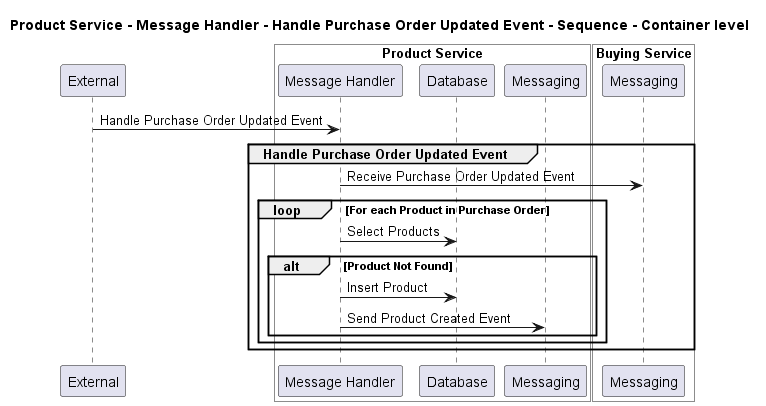 Product Service - Message Handler - Handle Purchase Order Updated Event - Sequence - Container level
Product Service
Buying Service
External
Message Handler
Database
Messaging
Messaging
Handle Purchase Order Updated Event
Handle Purchase Order Updated Event
Receive Purchase Order Updated Event
loop
[For each Product in Purchase Order]
Select Products
alt
[Product Not Found]
Insert Product
Send Product Created Event
External
Message Handler
Database
Messaging
Messaging